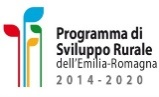 Programma di
Sviluppo Rurale
dell'Emilia-Romagna
2014-2020